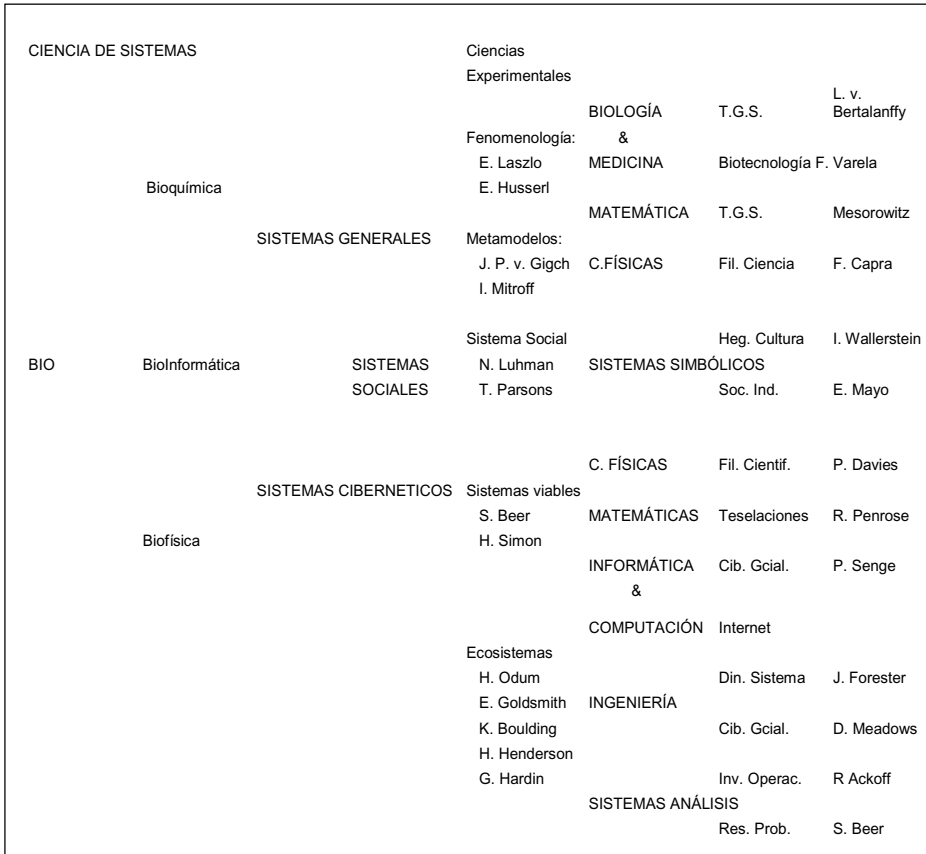 CIENCIA DE SISTEMAS Ciencias
Experimentales
L. v.
BIOLOGÍA T.G.S. Bertalanffy
Fenomenología: &
E. Laszlo MEDICINA Biotecnología F. Varela
Bioquímica E. Husserl
MATEMÁTICA T.G.S. Mesorowitz
SISTEMAS GENERALES Metamodelos:
J. P. v. Gigch C.FÍSICAS Fil. Ciencia F. Capra
I. Mitroff
Sistema Social Heg. Cultura I. Wallerstein
BIO BioInformática SISTEMAS N. Luhman SISTEMAS SIMBÓLICOS
SOCIALES T. Parsons Soc. Ind. E. Mayo
C. FÍSICAS Fil. Cientif. P. Davies
SISTEMAS CIBERNETICOS Sistemas viables
S. Beer MATEMÁTICAS Teselaciones R. Penrose
Biofísica H. Simon
INFORMÁTICA Cib. Gcial. P. Senge
&
COMPUTACIÓN Internet
Ecosistemas
H. Odum Din. Sistema J. Forester
E. Goldsmith INGENIERÍA
K. Boulding Cib. Gcial. D. Meadows
H. Henderson
G. Hardin Inv. Operac. R Ackoff
SISTEMAS ANÁLISIS
Res. Prob. S. Beer